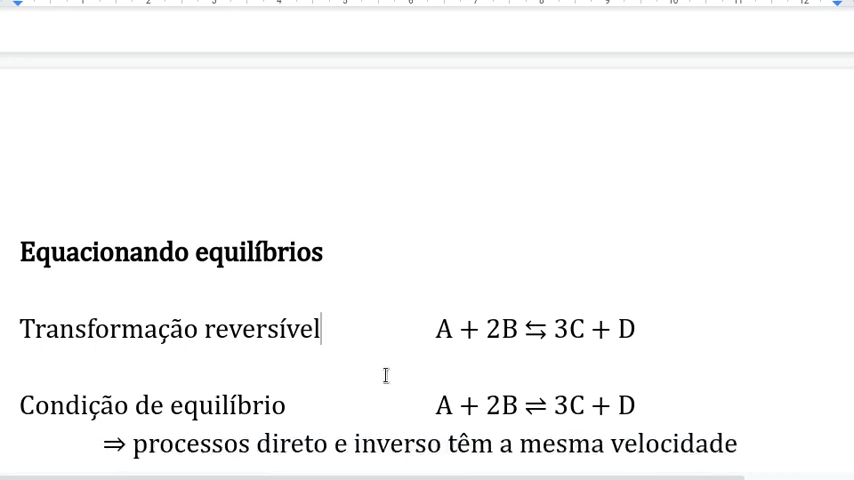 Equacionando equilíbrios
Transformação reversível A + 2B ⇆ 3C + D
Condição de equilíbrio A + 2B ⇌ 3C + D
⇒ processos direto e inverso têm a mesma velocidade